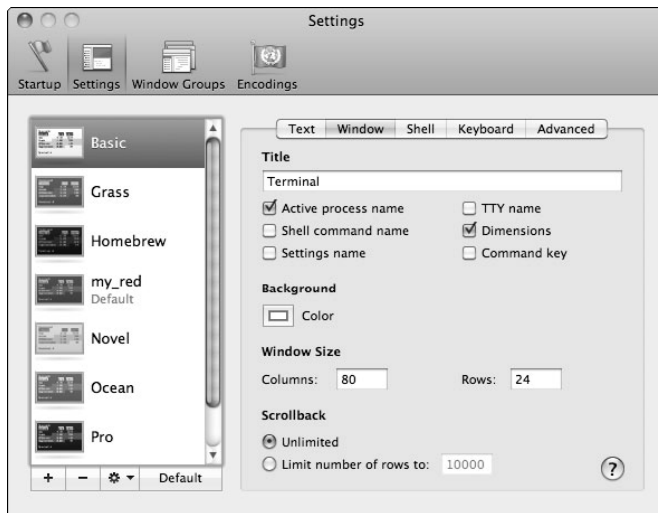 Settings
Startup Settings Window Groups Encodings
Basic
Grass
Homebrew
my_red
Default
Novel
Ocean
Pro
+ − Default
Text Window Shell Keyboard Advanced
Title
Terminal
Active process name TTY name
Shell command name Dimensions
Settings name Command key
Background
Color
Window Size
Columns: 80 Rows: 24
Scrollback
Unlimited
Limit number of rows to: 10000
?